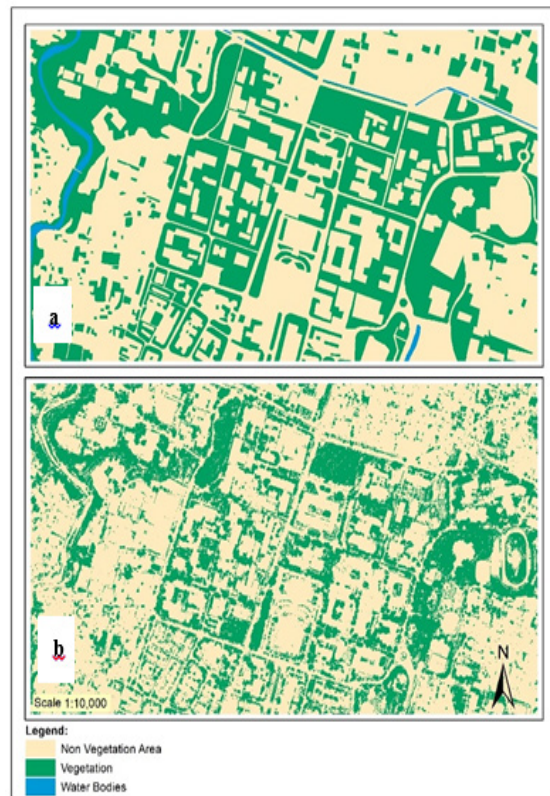 a
b
N
Scale 1:10,000
Legend:
Non Vegetation Area
Vegetation
Water Bodies